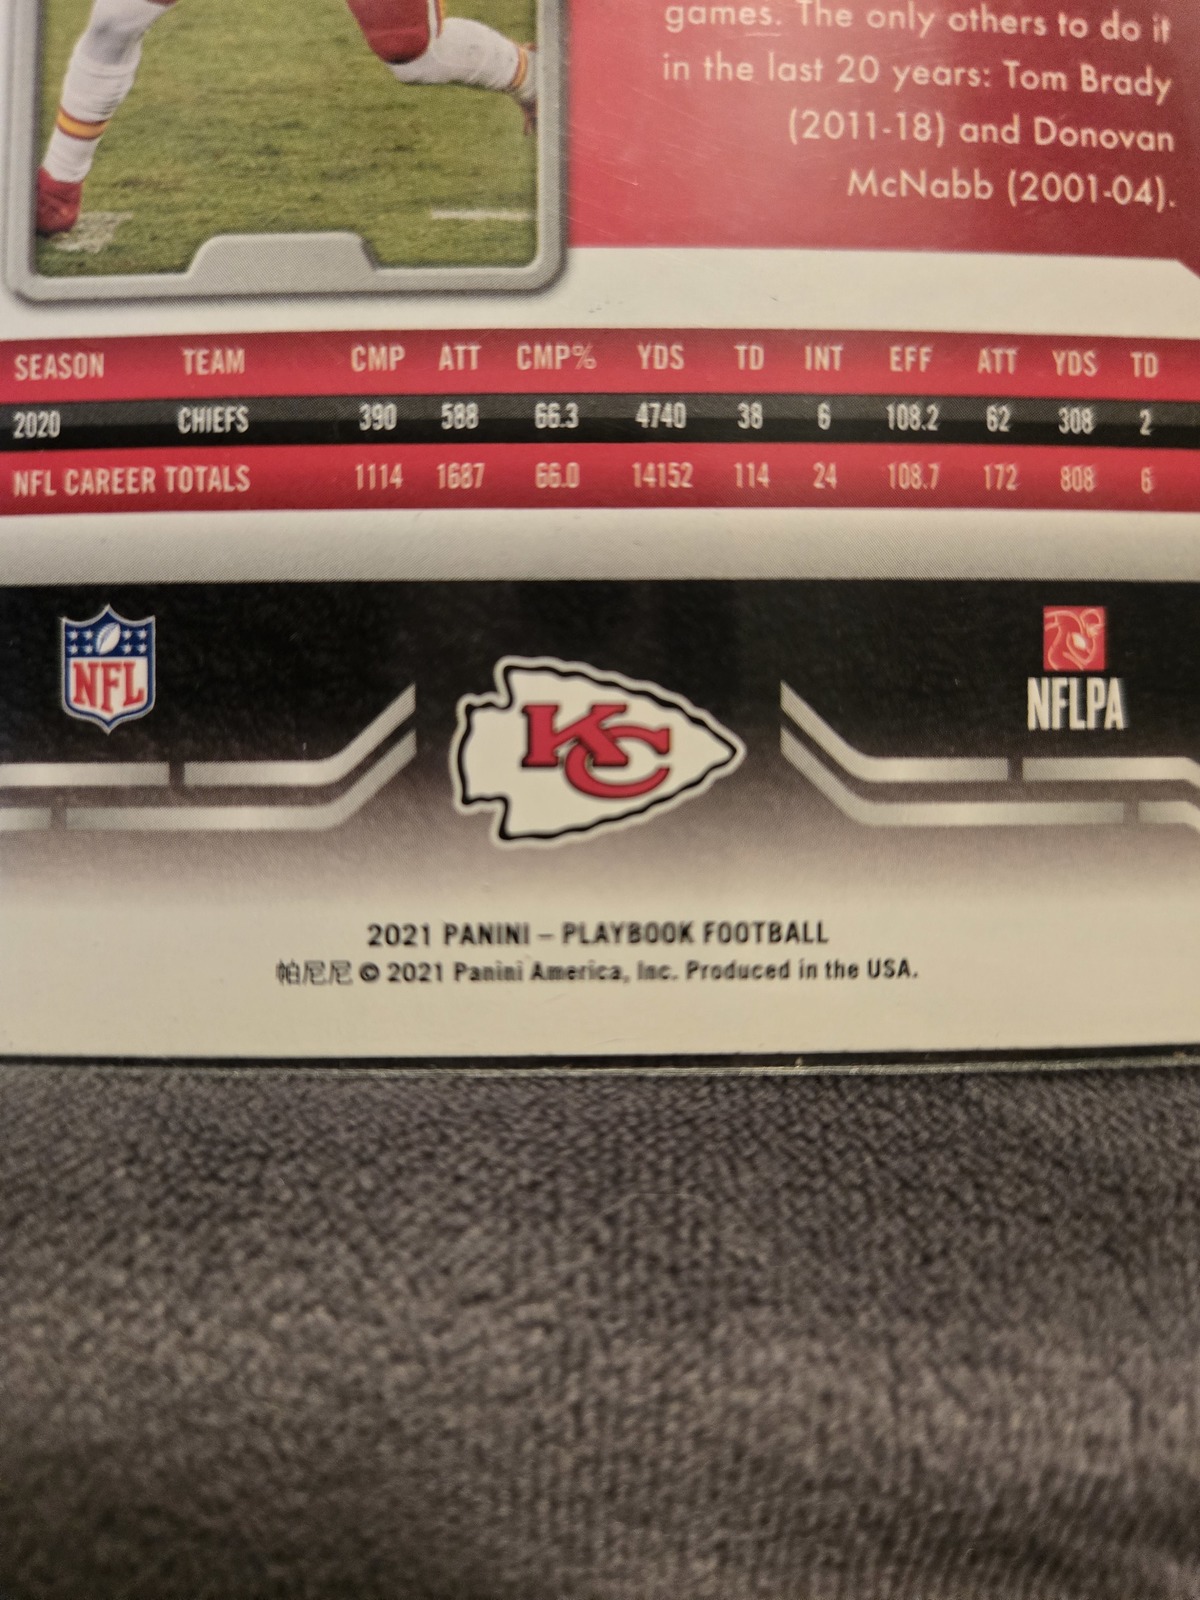 games. The only others to do it
in the last 20 years: Tom Brady
(2011-18) and Donovan
McNabb (2001-04).
SEASON TEAM CMP ATT CMP% YDS TD INT EFF ATT YDS TD
2020 CHIEFS 390 588 66.3 4740 38 6 108.2 62 308 2
NFL CAREER TOTALS 1114 1687 66.0 14152 114 24 108.7 172 808 6
NFL
KC
NFLPA
2021 PANINI – PLAYBOOK FOOTBALL
帕尼尼 © 2021 Panini America, Inc. Produced in the USA.